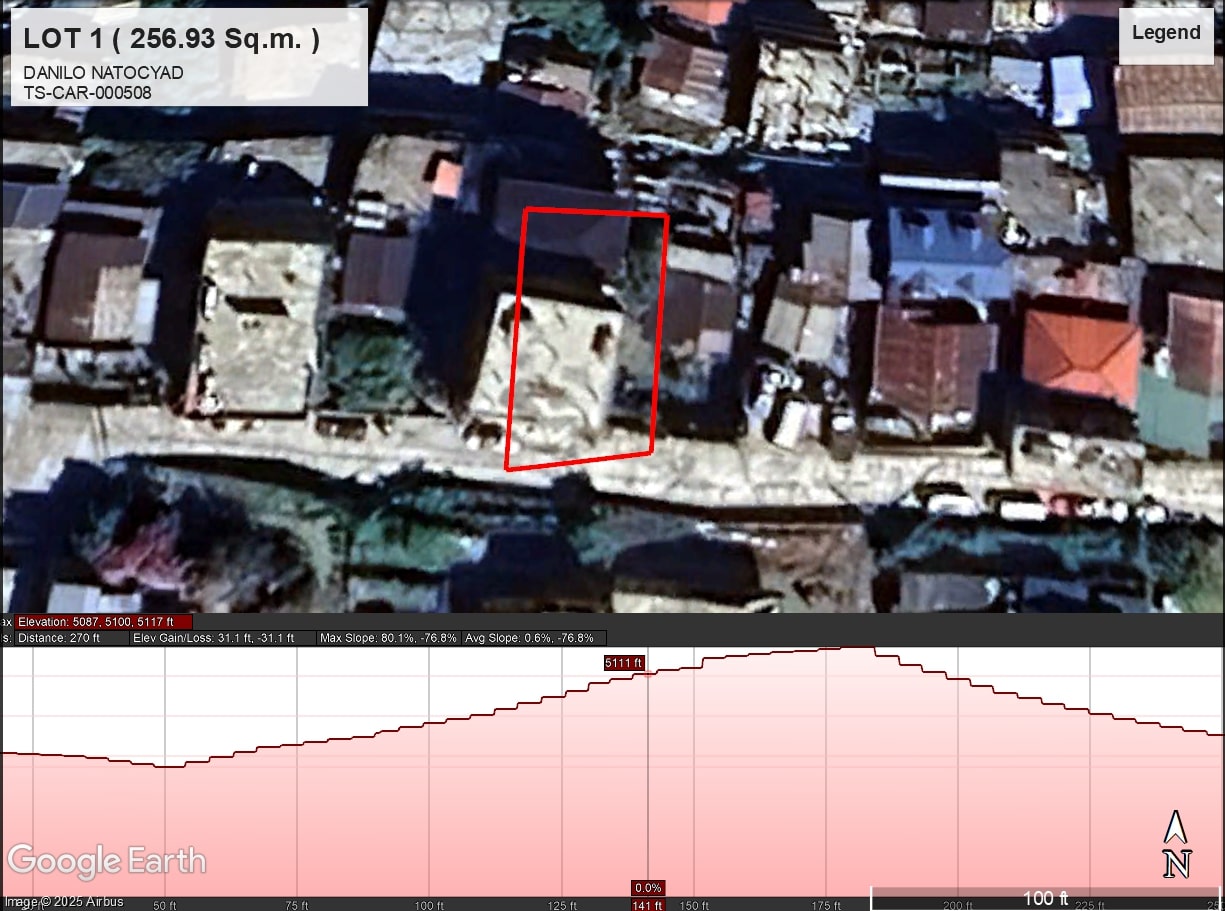 LOT 1 ( 256.93 Sq.m. )
DANILO NATOCYAD
TS-CAR-000508
Legend
ax Elevation: 5087, 5100, 5117 ft
s: Distance: 270 ft Elev Gain/Loss: 31.1 ft, -31.1 ft Max Slope: 80.1%, -76.8% Avg Slope: 0.6%, -76.8%
5111 ft
Google Earth
N
0.0%
100 ft
Image © 2025 Airbus
50 ft 75 ft 100 ft 125 ft 141 ft 150 ft 175 ft 200 ft 225 ft